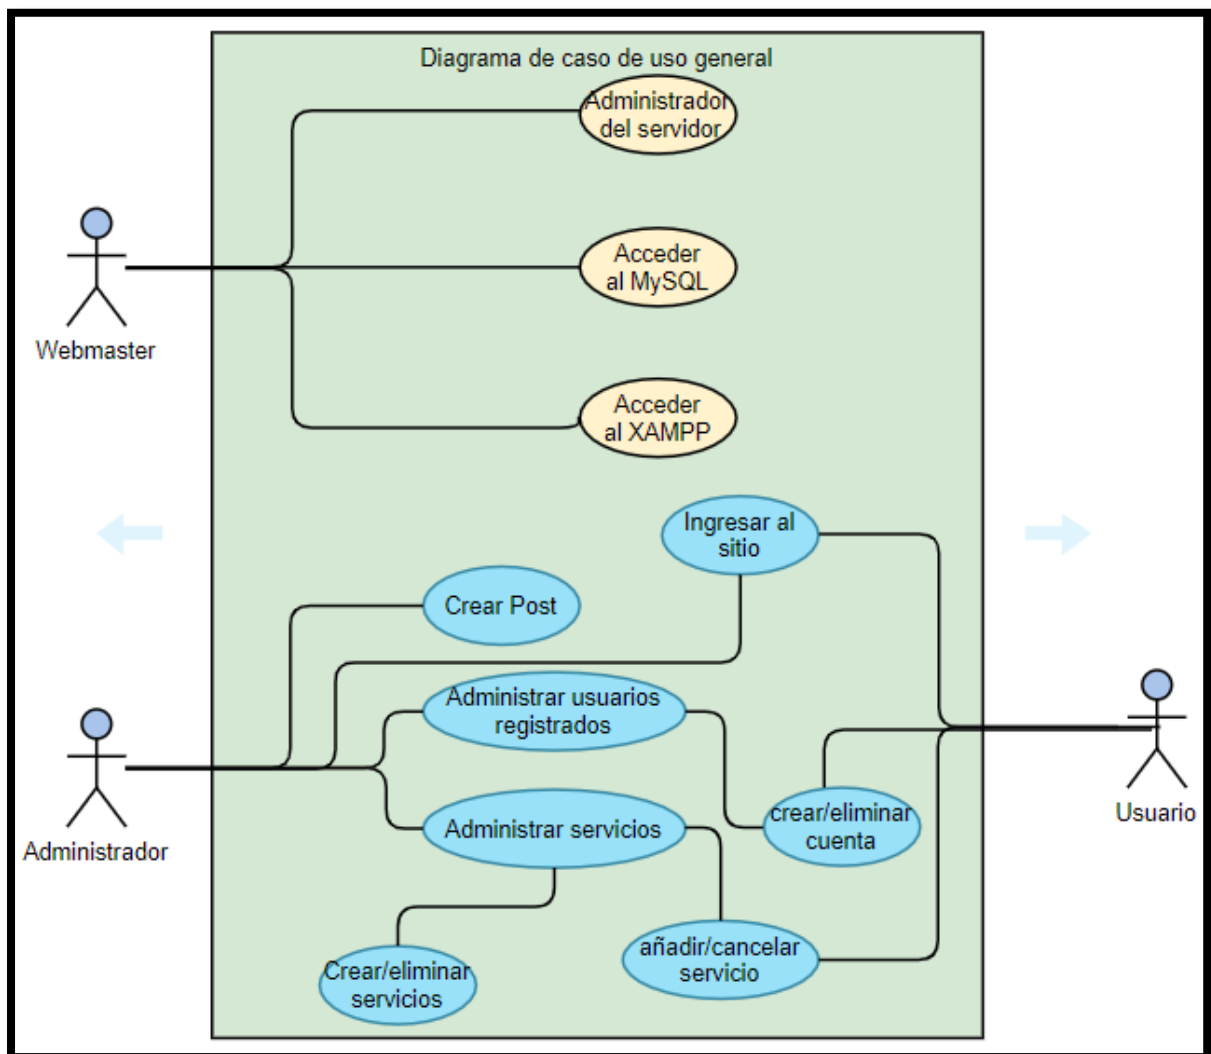 Diagrama de caso de uso general
Administrador
del servidor
Acceder
al MySQL
Webmaster
Acceder
al XAMPP
Ingresar al
sitio
Crear Post
Administrar usuarios
registrados
Administrar servicios
crear/eliminar
cuenta
Usuario
Administrador
añadir/cancelar
servicio
Crear/eliminar
servicios